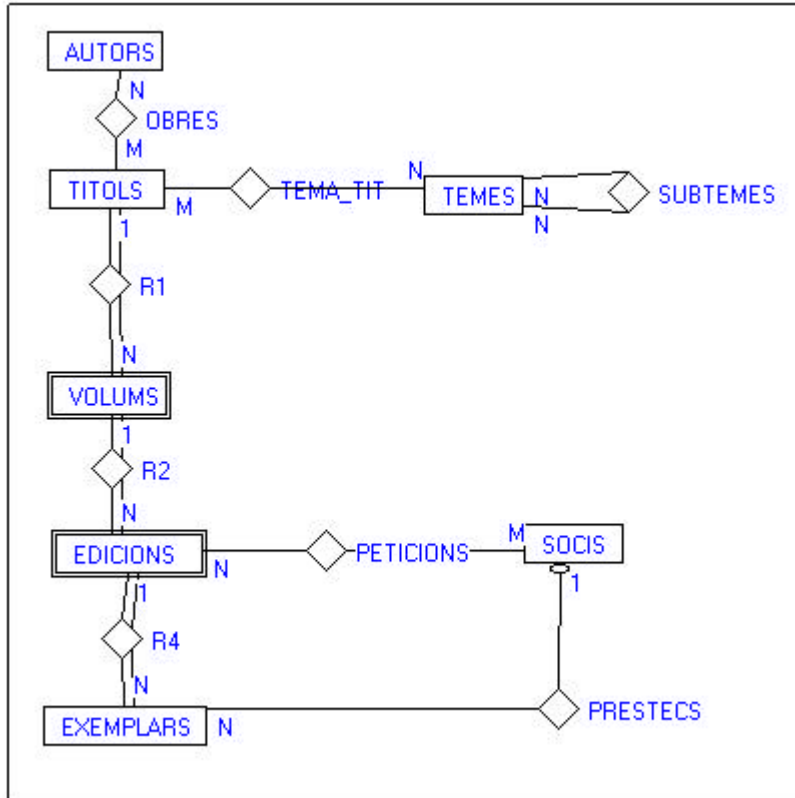 AUTORS
N
OBRES
M
TITOLS
M
TEMA_TIT
N
TEMES
N
N
SUBTEMES
1
R1
N
VOLUMS
1
R2
N
EDICIONS
N
PETICIONS
M
SOCIS
1
1
R4
N
EXEMPLARS
N
PRESTECS